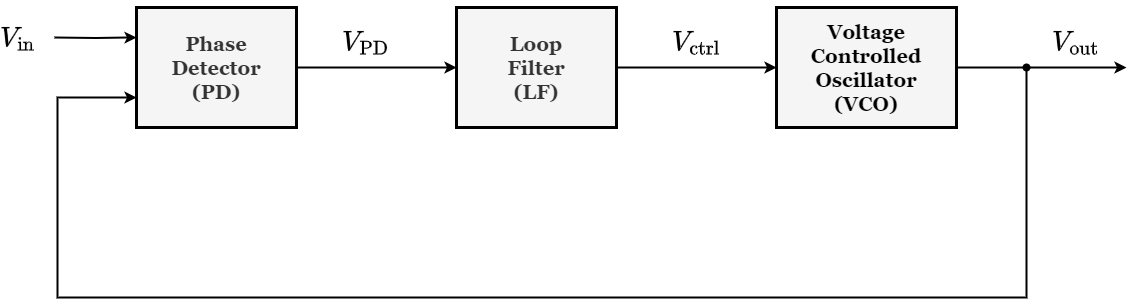 V_in
Phase
Detector
(PD)
V_PD
Loop
Filter
(LF)
V_ctrl
Voltage
Controlled
Oscillator
(VCO)
V_out